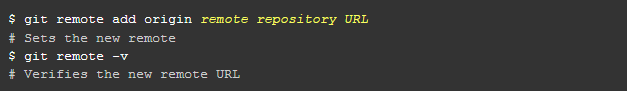 $ git remote add origin remote repository URL
# Sets the new remote
$ git remote -v
# Verifies the new remote URL